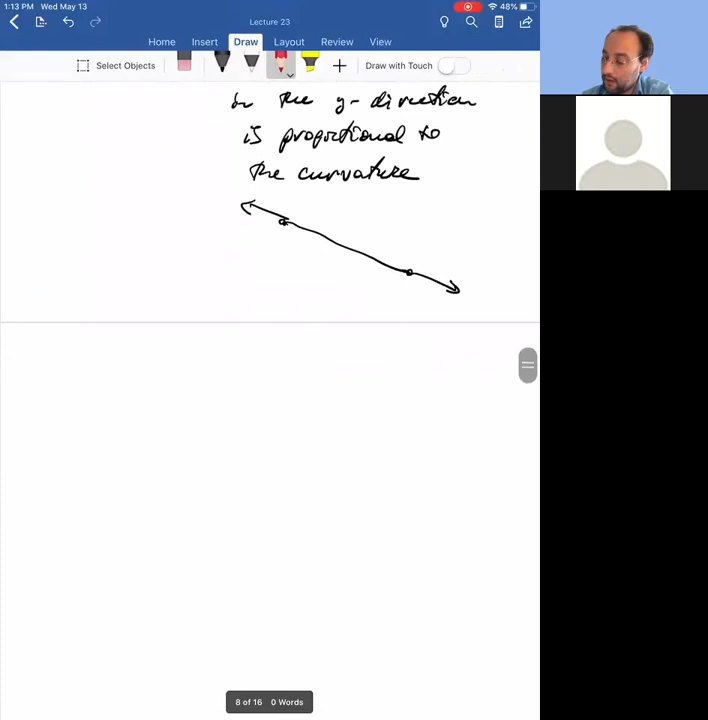 1:13 PM Wed May 13
48%
Lecture 23
Home Insert Draw Layout Review View
Select Objects
Draw with Touch
in the y-direction
is proportional to
the curvature
8 of 16 0 Words